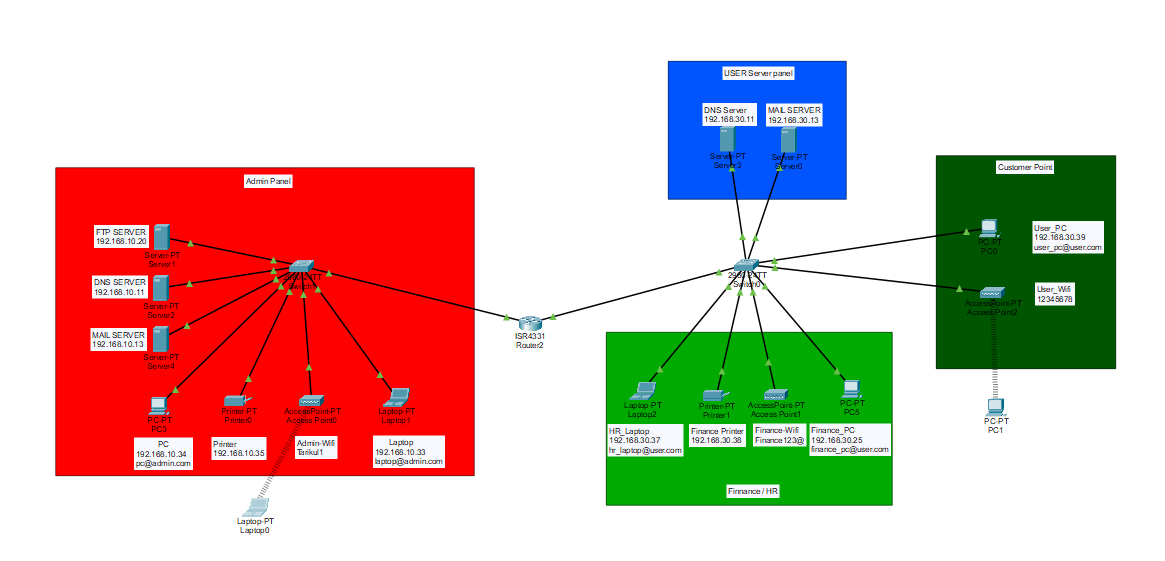 USER Server panel
DNS Server
192.168.30.11
MAIL SERVER
192.168.30.13
Server-PT
Server3
Server-PT
Server0
Admin Panel
FTP SERVER
192.168.10.20
Server-PT
Server1
DNS SERVER
192.168.10.11
Server-PT
Server2
MAIL SERVER
192.168.10.13
Server-PT
Server4
PC-PT
PC3
Printer-PT
Printer0
AccessPoint-PT
Access Point0
Laptop-PT
Laptop1
PC
192.168.10.34
pc@admin.com
Printer
192.168.10.35
Admin-Wifi
Tarikul1
Laptop
192.168.10.33
laptop@admin.com
Laptop-PT
Laptop0
ISR4331
Router2
Switch0
Customer Point
PC-PT
PC0
User_PC
192.168.30.39
user_pc@user.com
AccessPoint-PT
Access Point2
User_Wifi
12345678
PC-PT
PC1
Laptop-PT
Laptop2
Printer-PT
Printer1
AccessPoint-PT
Access Point1
PC-PT
PC5
HR_Laptop
192.168.30.37
hr_laptop@user.com
Finance Printer
192.168.30.38
Finance-Wifi
Finance123@
Finance_PC
192.168.30.25
finance_pc@user.com
Finnance / HR